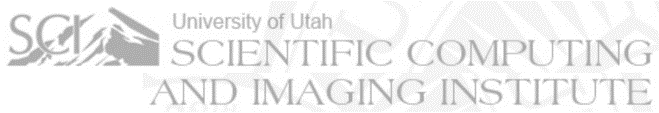 SCI
University of Utah
SCIENTIFIC COMPUTING
AND IMAGING INSTITUTE